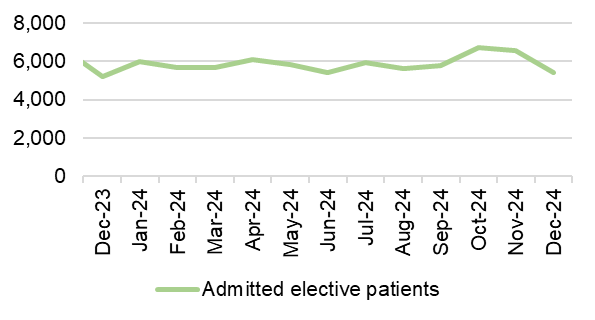 8,000
6,000
4,000
2,000
0
Dec-23
Jan-24
Feb-24
Mar-24
Apr-24
May-24
Jun-24
Jul-24
Aug-24
Sep-24
Oct-24
Nov-24
Dec-24
Admitted elective patients